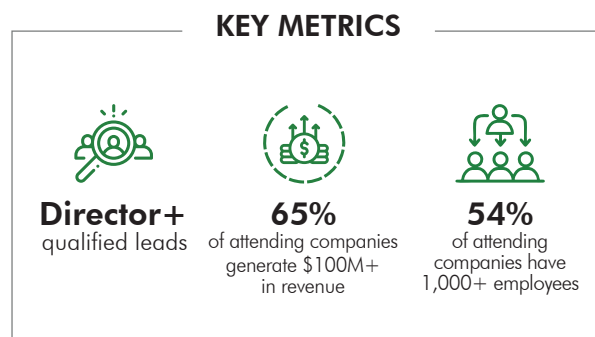 KEY METRICS
Director+
qualified leads
65%
of attending companies
generate $100M+
in revenue
54%
of attending
companies have
1,000+ employees